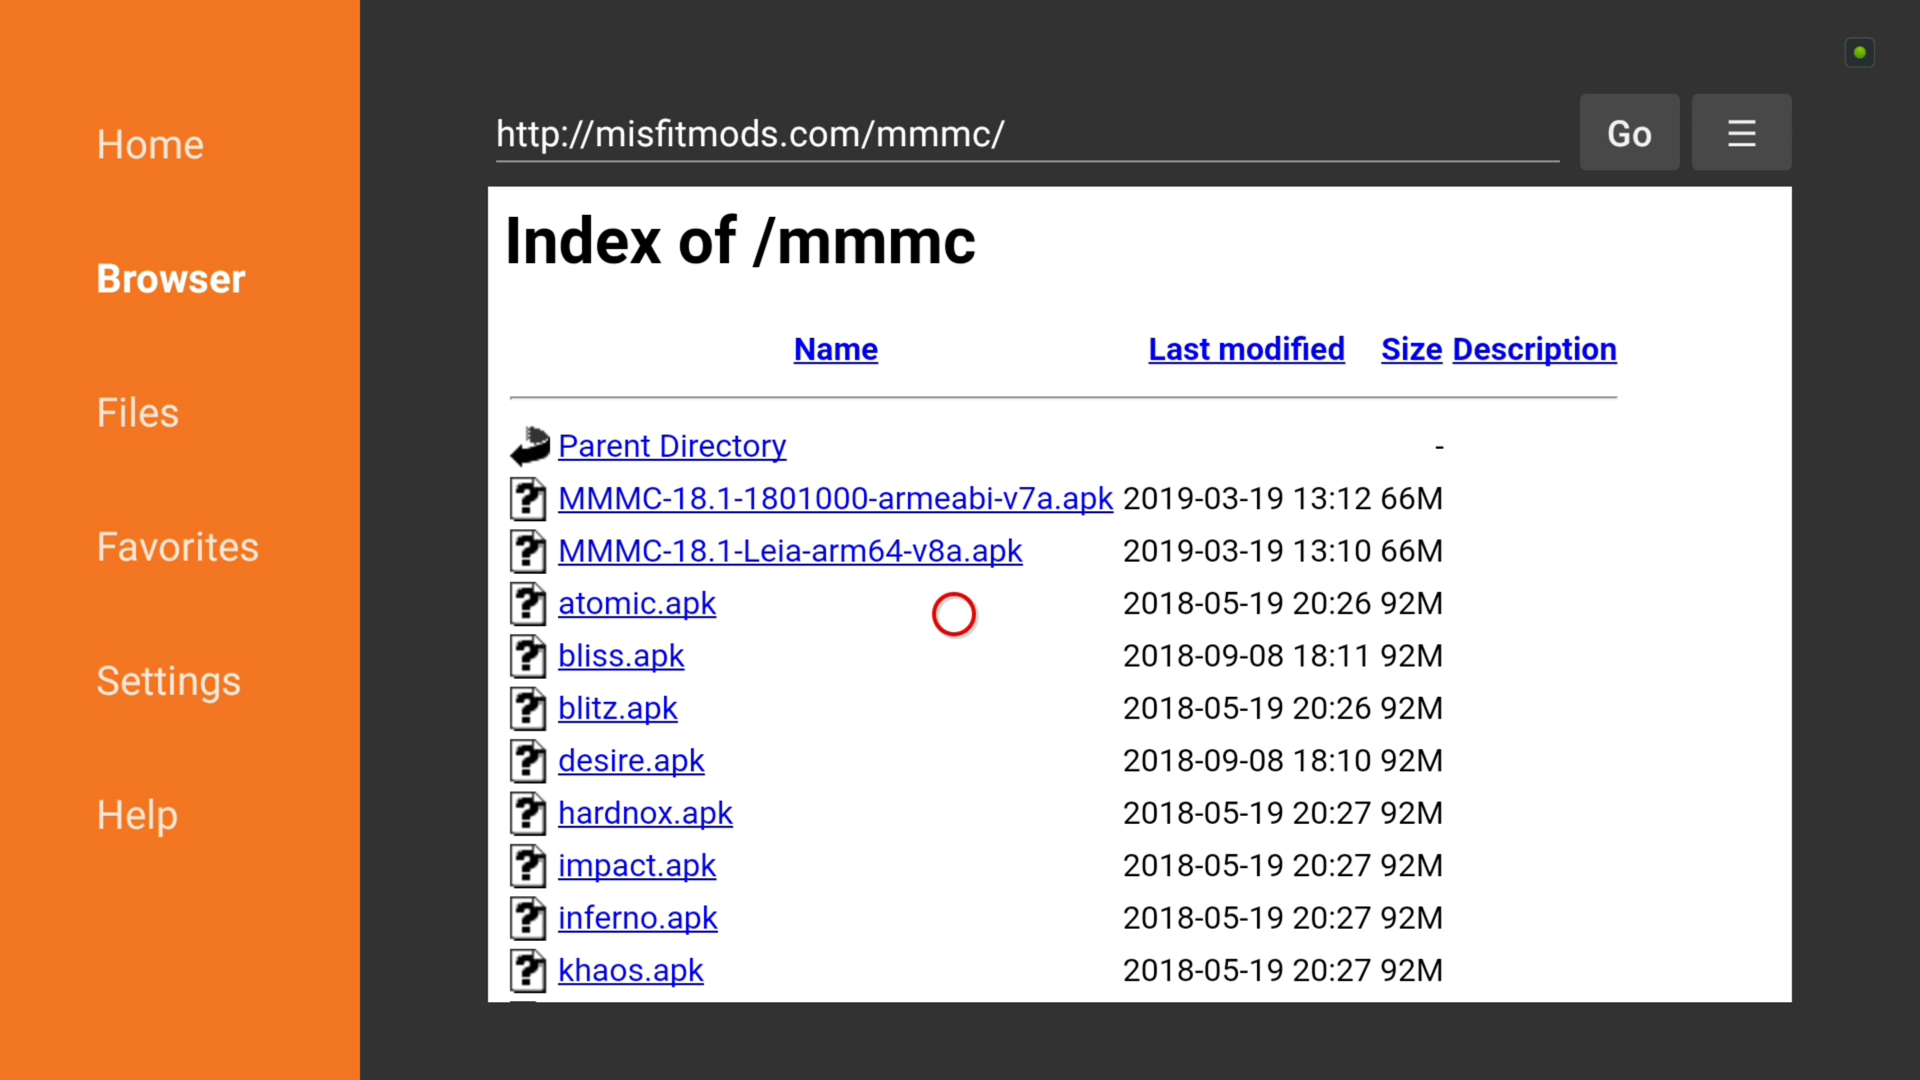 Home
Browser
Files
Favorites
Settings
Help
http://misfitmods.com/mmmc/
Go
Index of /mmmc
Name Last modified Size Description
Parent Directory -
MMMC-18.1-1801000-armeabi-v7a.apk 2019-03-19 13:12 66M
MMMC-18.1-Leia-arm64-v8a.apk 2019-03-19 13:10 66M
atomic.apk 2018-05-19 20:26 92M
bliss.apk 2018-09-08 18:11 92M
blitz.apk 2018-05-19 20:26 92M
desire.apk 2018-09-08 18:10 92M
hardnox.apk 2018-05-19 20:27 92M
impact.apk 2018-05-19 20:27 92M
inferno.apk 2018-05-19 20:27 92M
khaos.apk 2018-05-19 20:27 92M